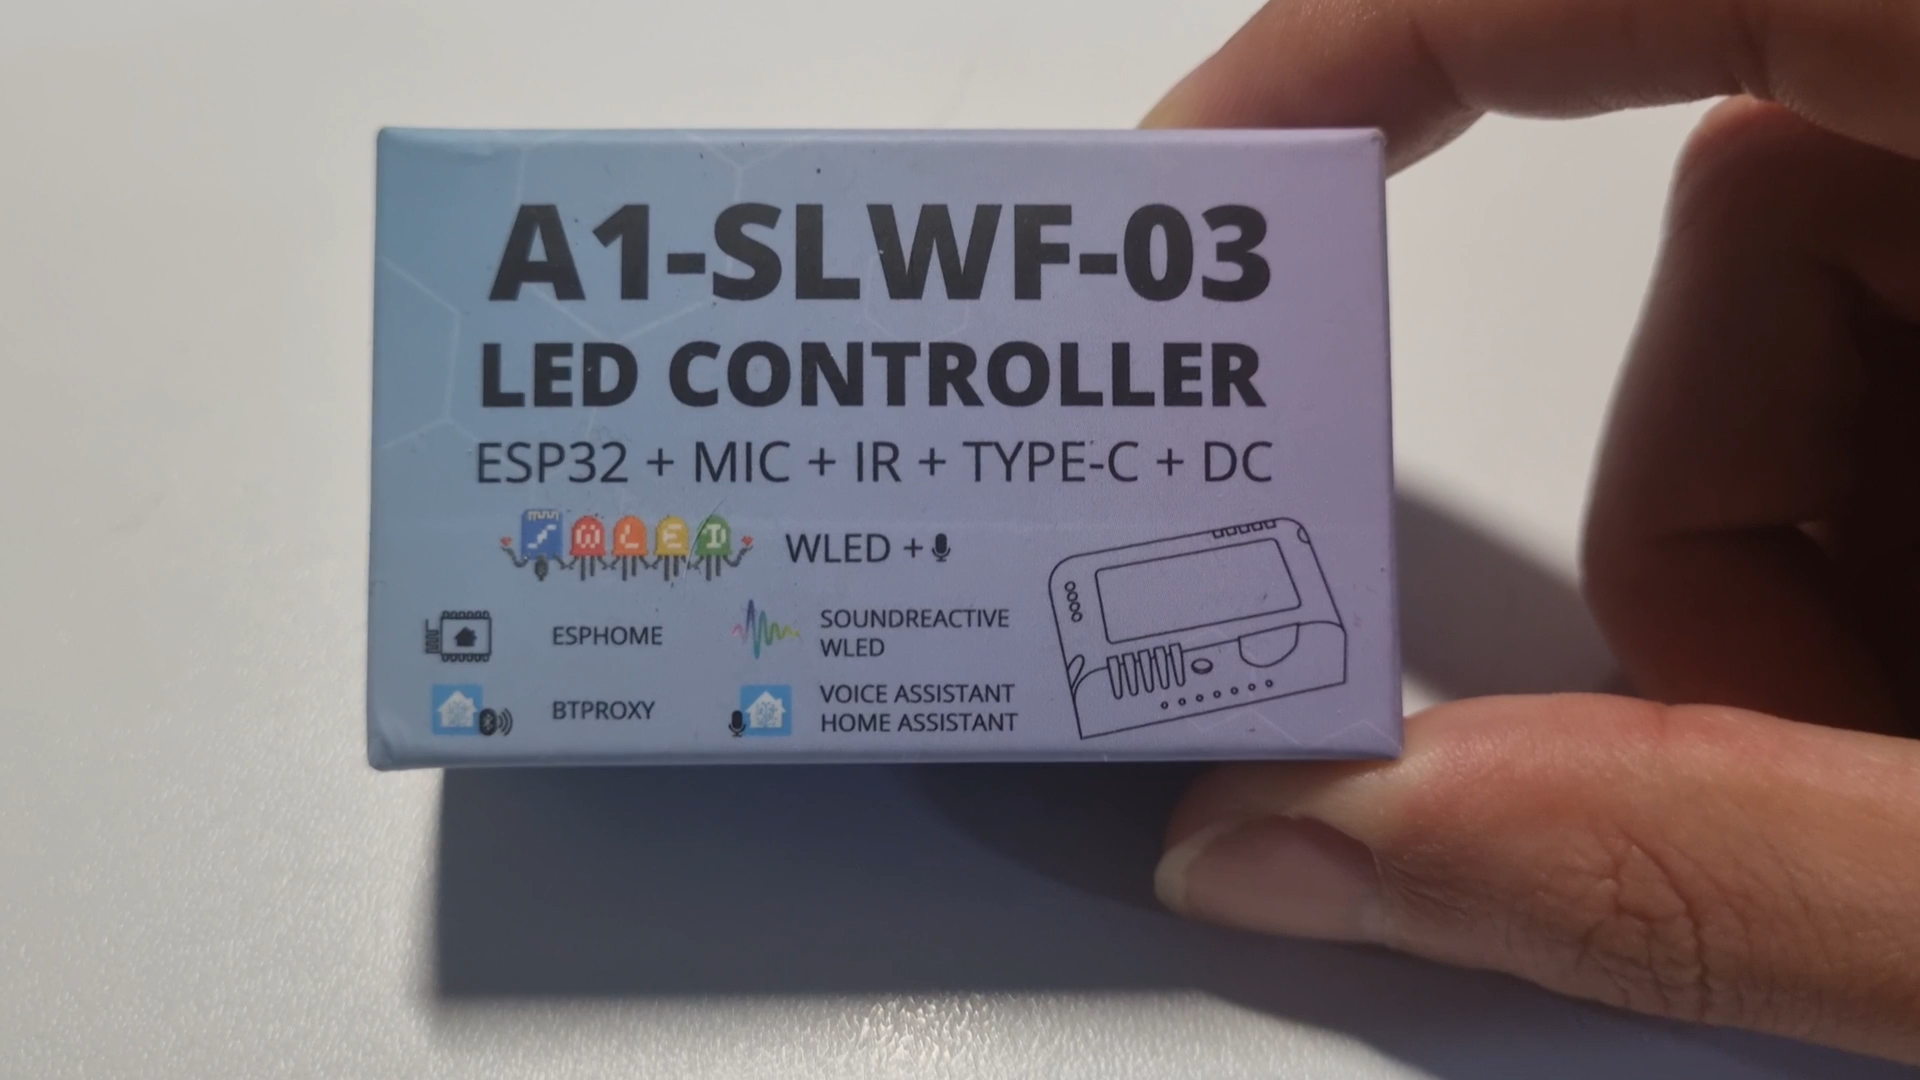 A1-SLWF-03
LED CONTROLLER
ESP32 + MIC + IR + TYPE-C + DC
WLED WLED +
ESPHOME
SOUNDREACTIVE
WLED
BTPROXY
VOICE ASSISTANT
HOME ASSISTANT